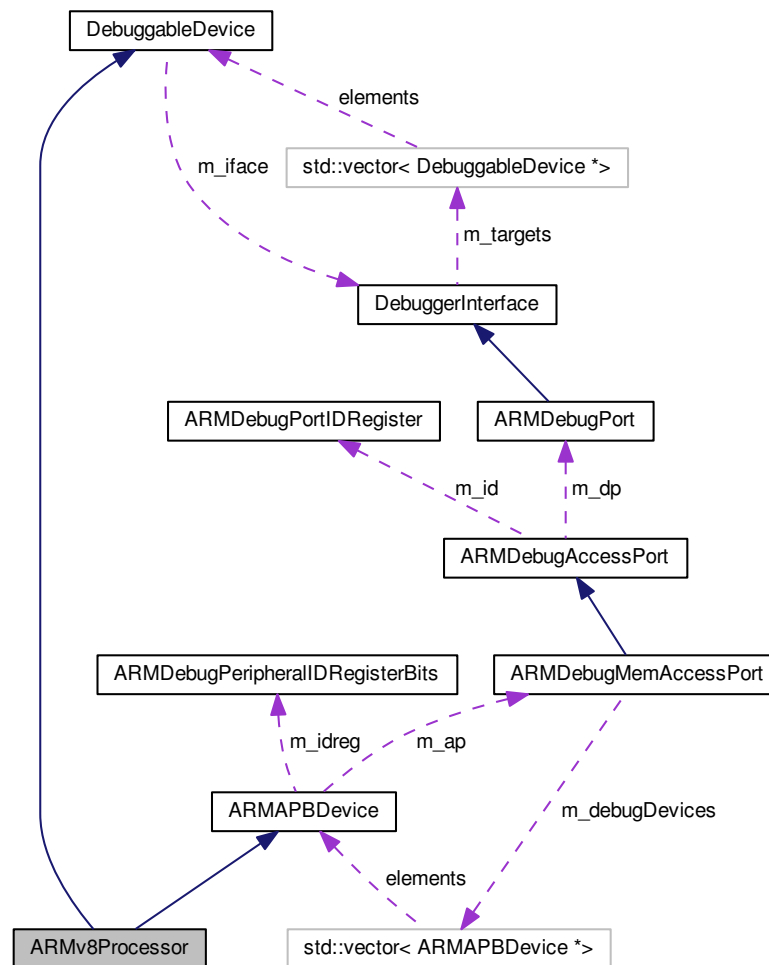 DebuggableDevice
elements
std::vector< DebuggableDevice *>
m_iface
m_targets
DebuggerInterface
ARMDebugPortIDRegister
ARMDebugPort
m_id
m_dp
ARMDebugAccessPort
ARMDebugPeripheralIDRegisterBits
ARMDebugMemAccessPort
m_idreg
m_ap
ARMAPBDevice
m_debugDevices
elements
ARMv8Processor
std::vector< ARMAPBDevice *>